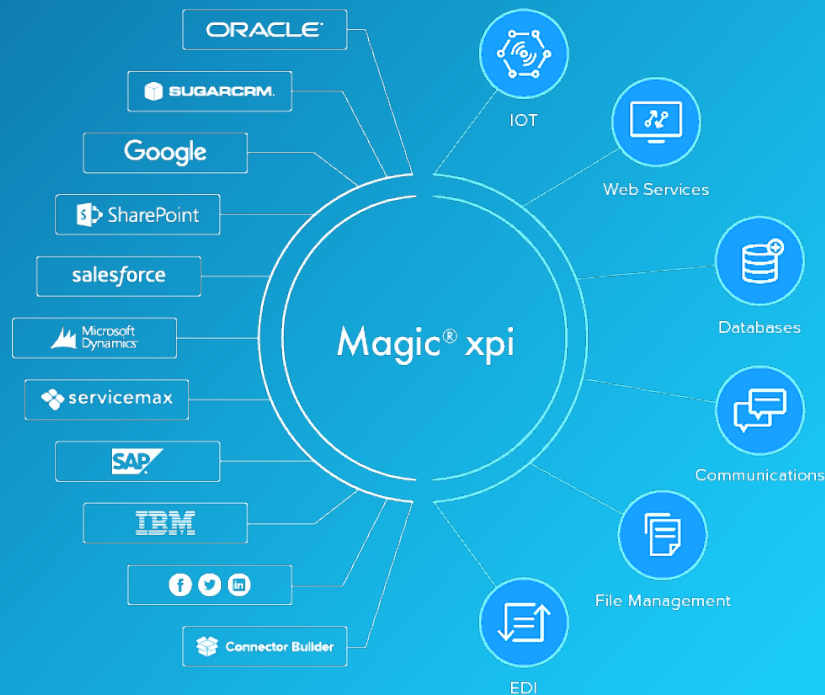 ORACLE
SUGARCRM.
Google
S SharePoint
salesforce
Microsoft
Dynamics
servicemax
SAP
IBM
f in
Connector Builder
Magic® xpi
IOT
Web Services
Databases
Communications
File Management
EDI